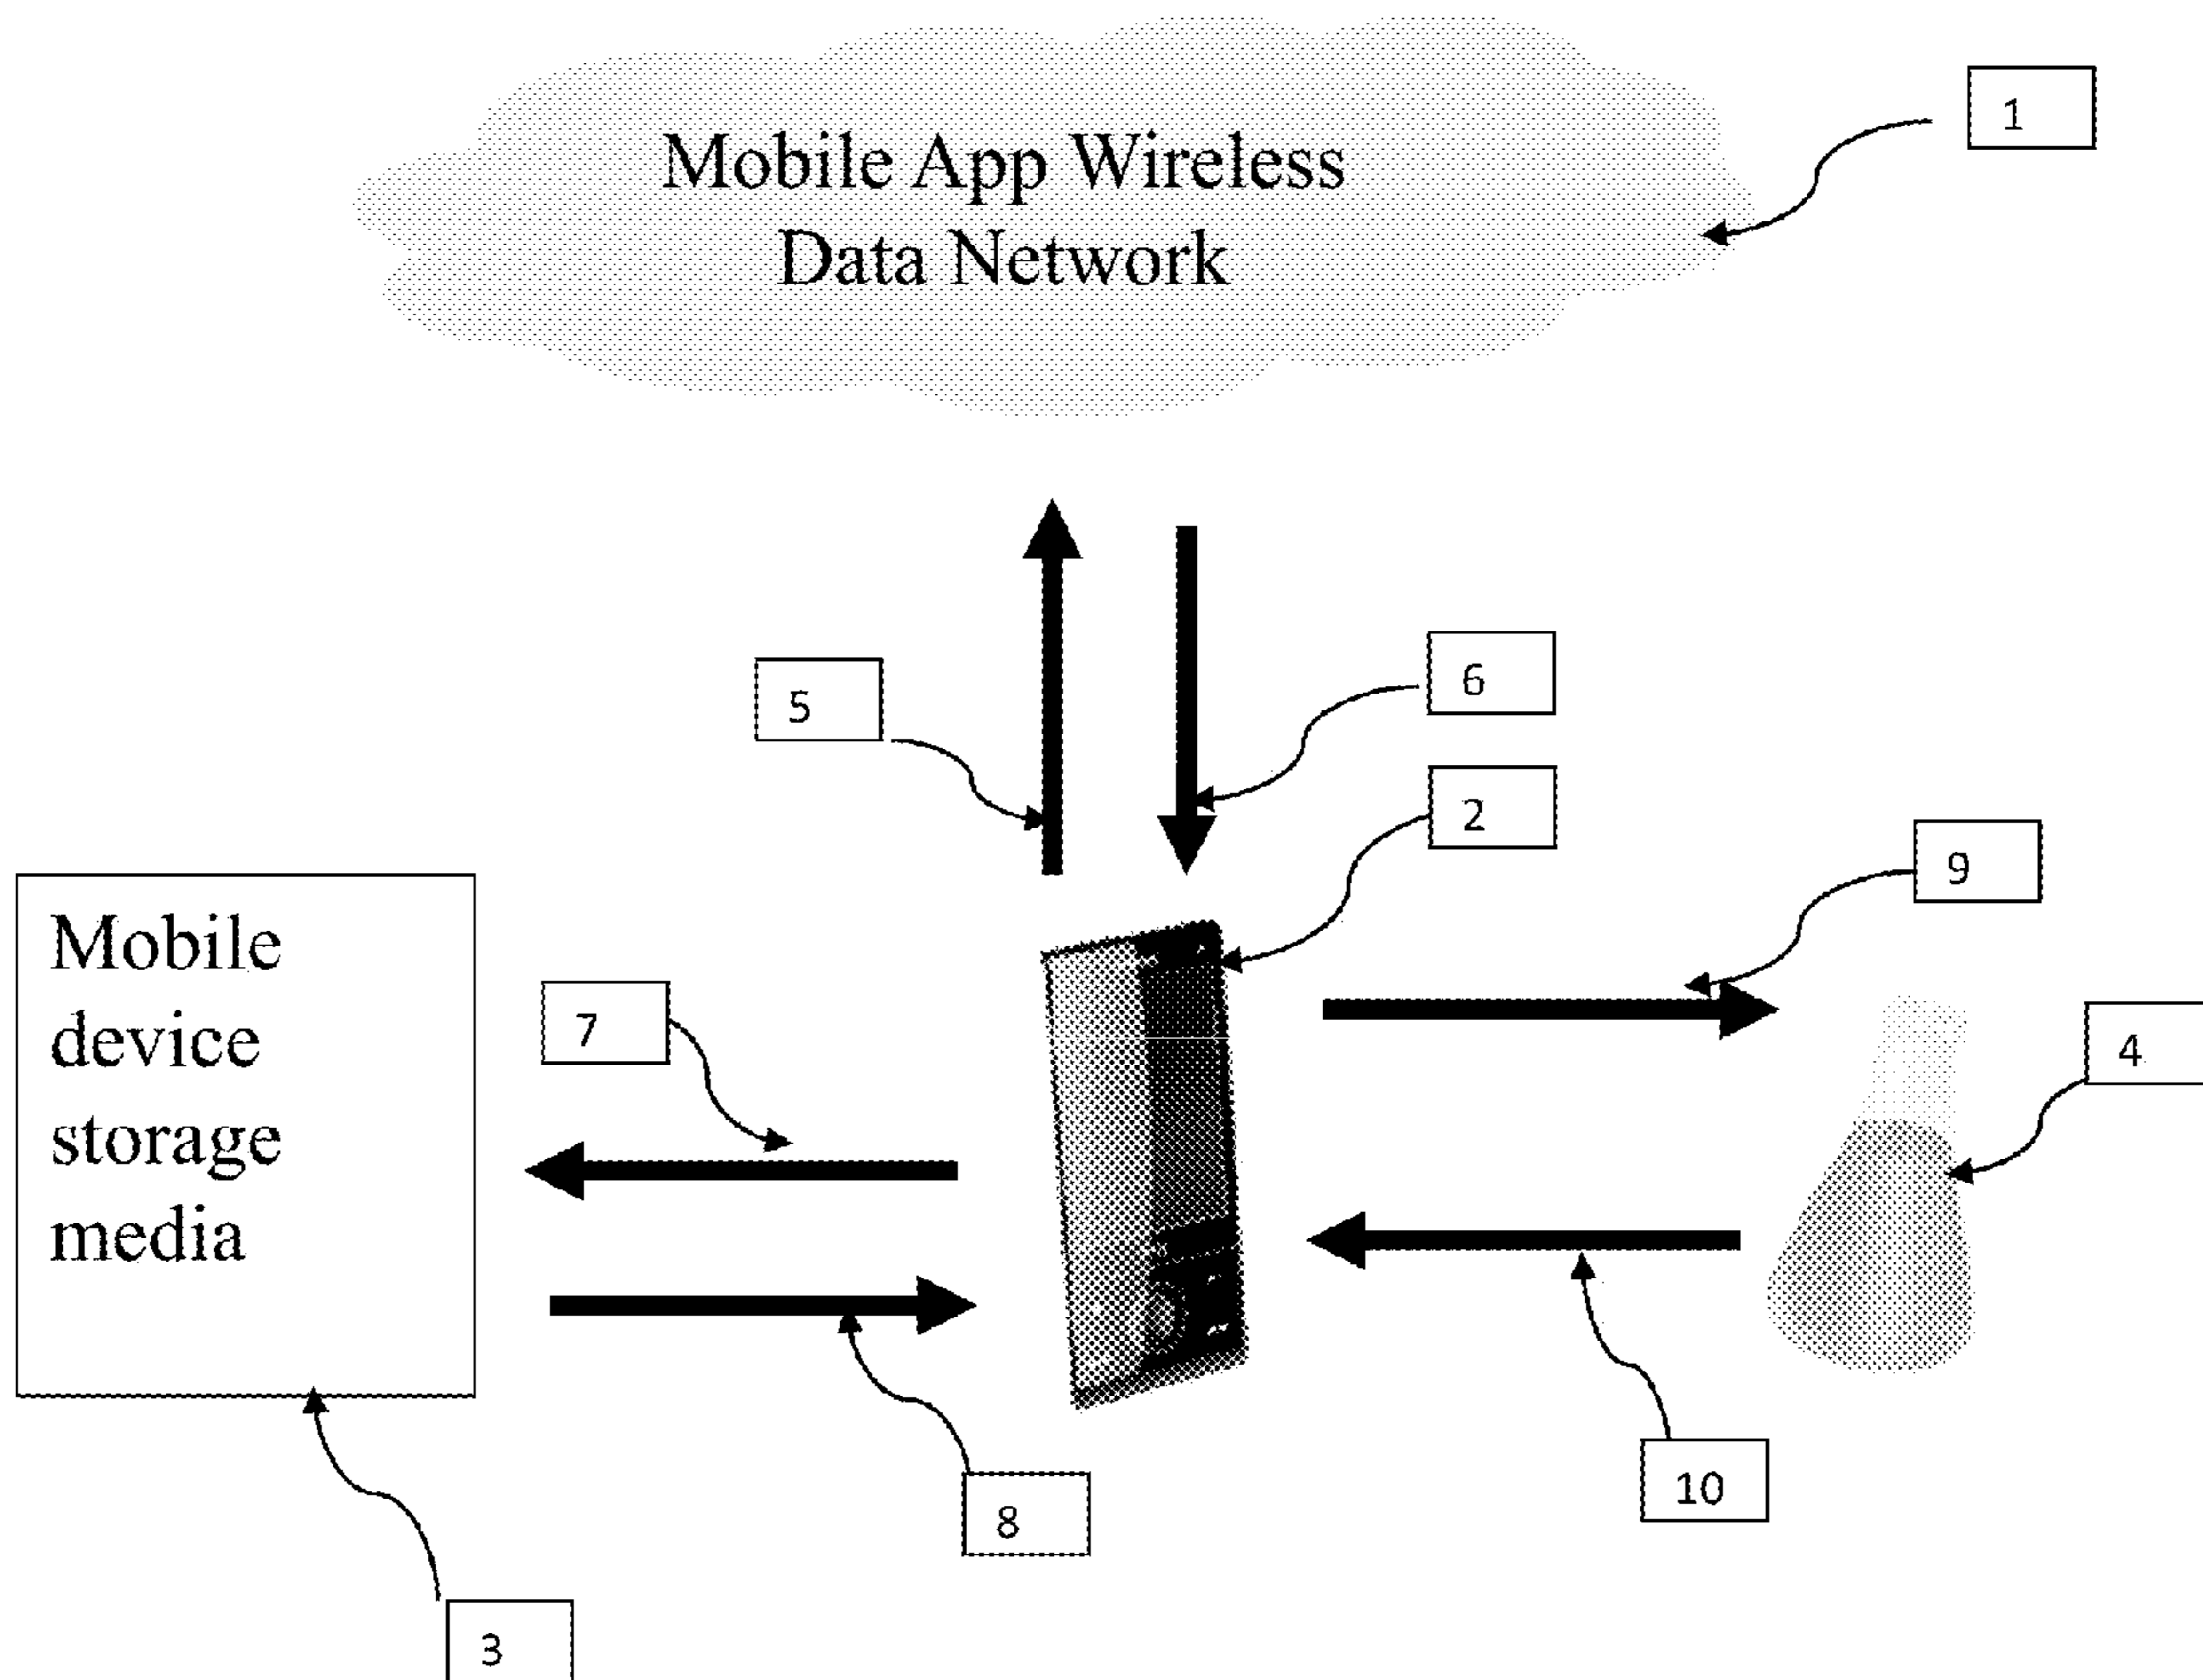 Mobile App Wireless
Data Network
1
5
6
2
9
Mobile
device
storage
media
7
4
8
10
3